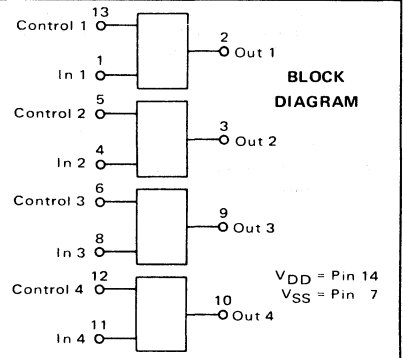 13
Control 1
2
Out 1
1
In 1
BLOCK
DIAGRAM
5
Control 2
3
Out 2
4
In 2
6
Control 3
9
Out 3
8
In 3
12
Control 4
VDD = Pin 14
VSS = Pin 7
10
Out 4
11
In 4